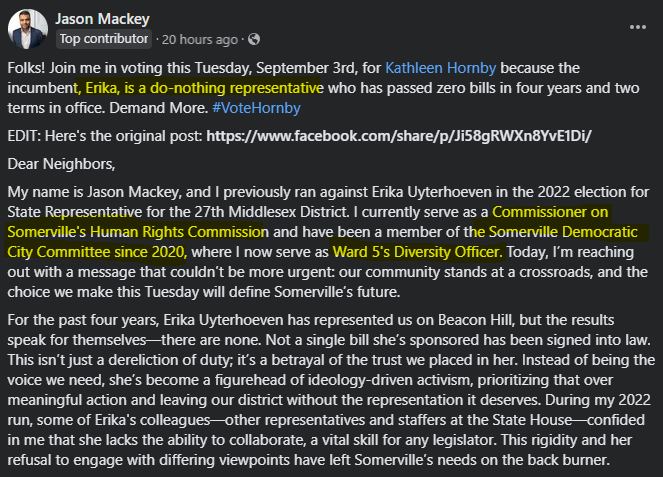 Jason Mackey
Top contributor · 20 hours ago ·
Folks! Join me in voting this Tuesday, September 3rd, for Kathleen Hornby because the
incumbent, Erika, is a do-nothing representative who has passed zero bills in four years and two
terms in office. Demand More. #VoteHornby
EDIT: Here's the original post: https://www.facebook.com/share/p/Ji58gRWXn8YvE1Di/
Dear Neighbors,
My name is Jason Mackey, and I previously ran against Erika Uyterhoeven in the 2022 election for
State Representative for the 27th Middlesex District. I currently serve as a Commissioner on
Somerville's Human Rights Commission and have been a member of the Somerville Democratic
City Committee since 2020, where I now serve as Ward 5's Diversity Officer. Today, I'm reaching
out with a message that couldn't be more urgent: our community stands at a crossroads, and the
choice we make this Tuesday will define Somerville's future.
For the past four years, Erika Uyterhoeven has represented us on Beacon Hill, but the results
speak for themselves—there are none. Not a single bill she's sponsored has been signed into law.
This isn't just a dereliction of duty; it's a betrayal of the trust we placed in her. Instead of being the
voice we need, she's become a figurehead of ideology-driven activism, prioritizing that over
meaningful action and leaving our district without the representation it deserves. During my 2022
run, some of Erika's colleagues—other representatives and staffers at the State House—confided
in me that she lacks the ability to collaborate, a vital skill for any legislator. This rigidity and her
refusal to engage with differing viewpoints have left Somerville's needs on the back burner.